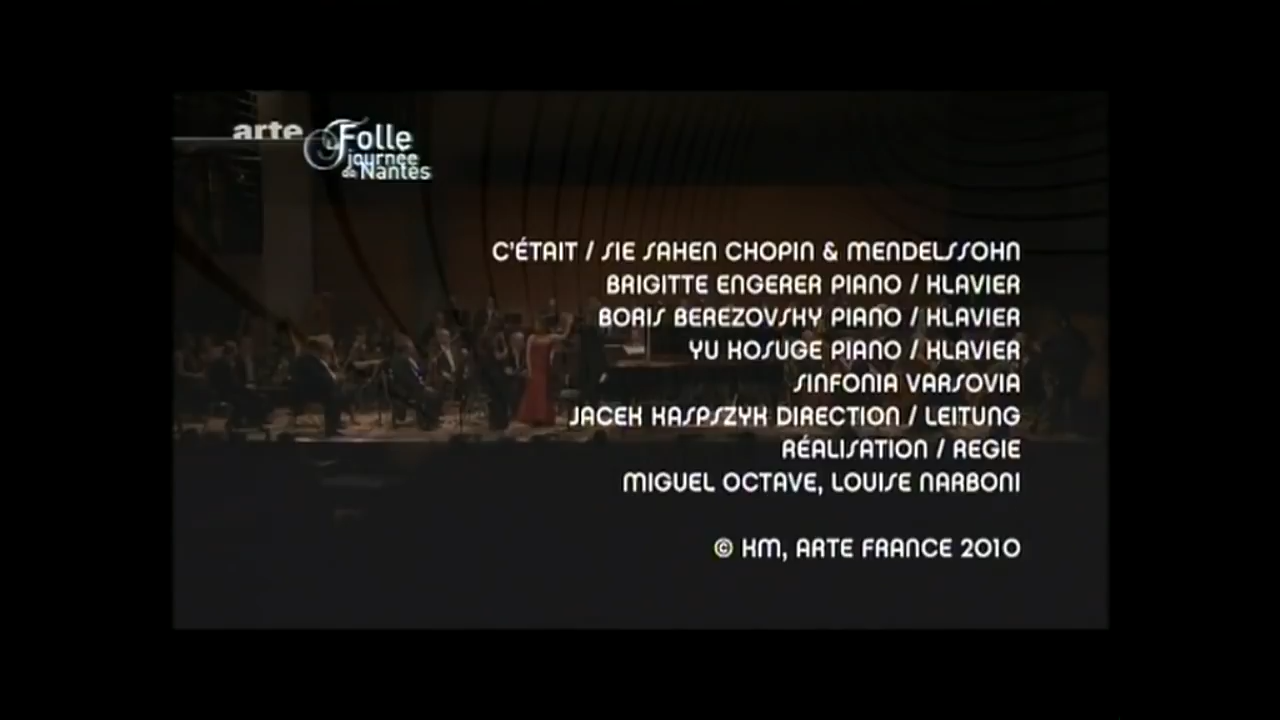 arte
Folle
journée
de Nantes
C'ÉTAIT / SIE SAHEN CHOPIN & MENDELSSOHN
BRIGITTE ENGERER PIANO / KLAVIER
BORIS BEREZOVSKY PIANO / KLAVIER
YU KOSUGE PIANO / KLAVIER
SINFONIA VARSOVIA
JACEK KASPSZYK DIRECTION / LEITUNG
RÉALISATION / REGIE
MIGUEL OCTAVE, LOUISE NARBONI
© KM, ARTE FRANCE 2010